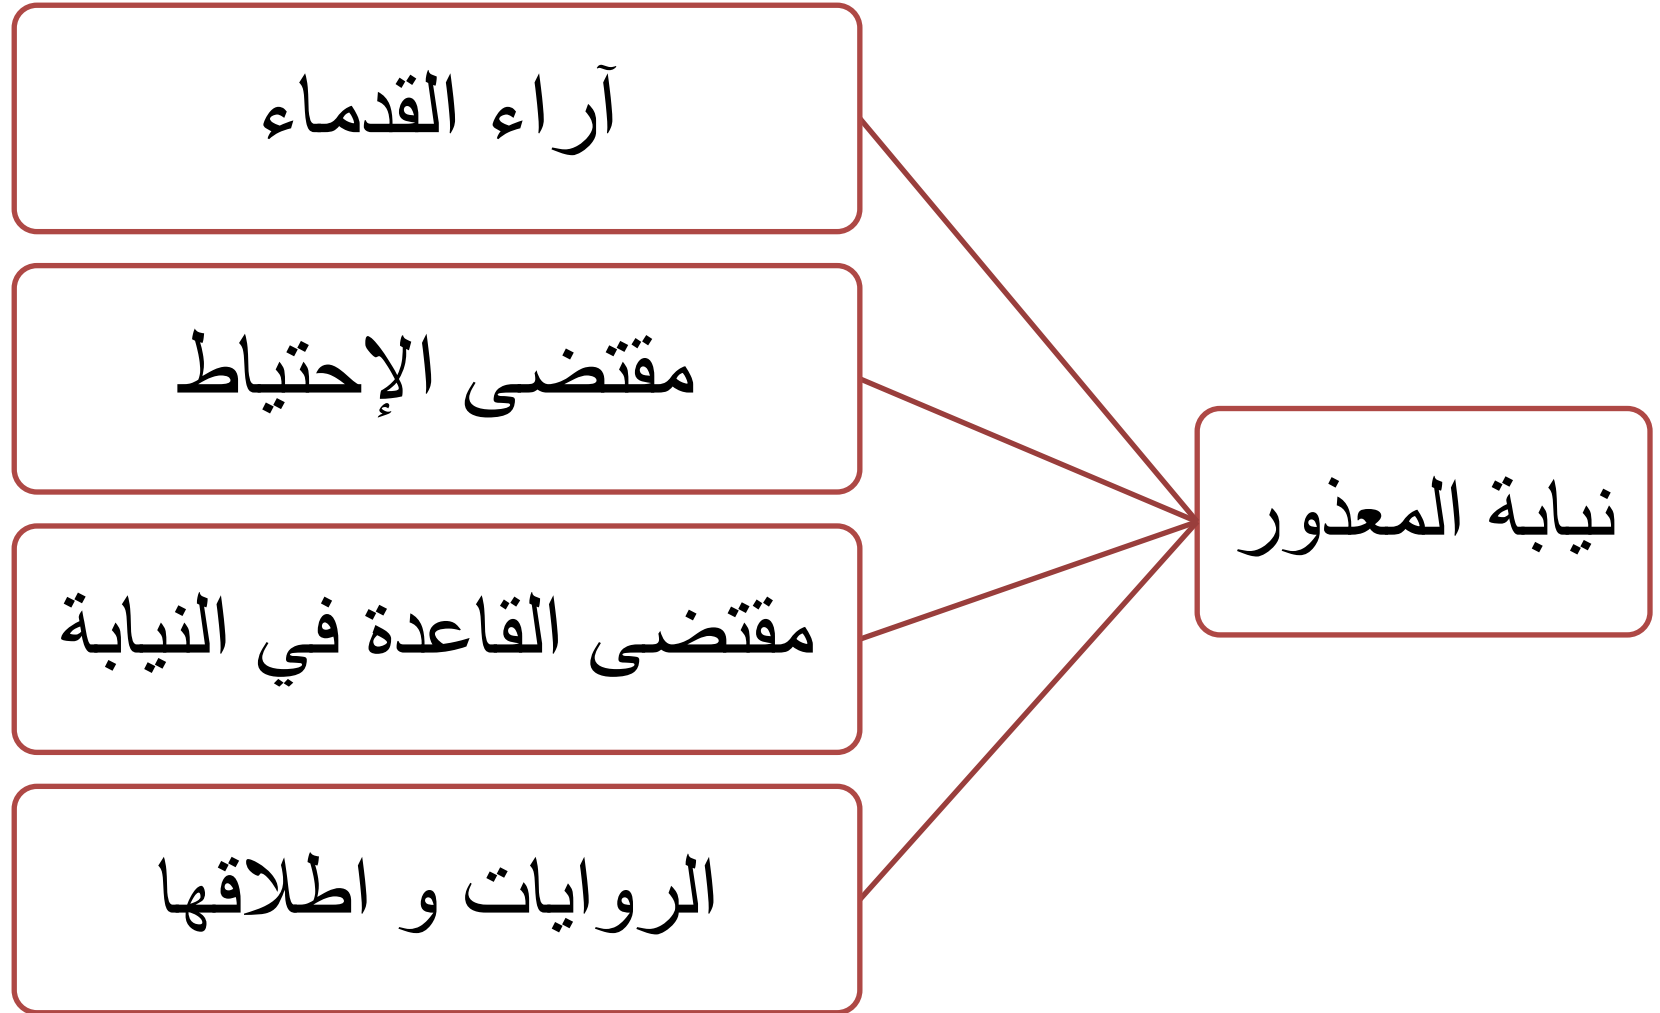 نيابة المعذور
آراء القدماء
مقتضى الإحتياط
مقتضى القاعدة في النيابة
الروايات و اطلاقها